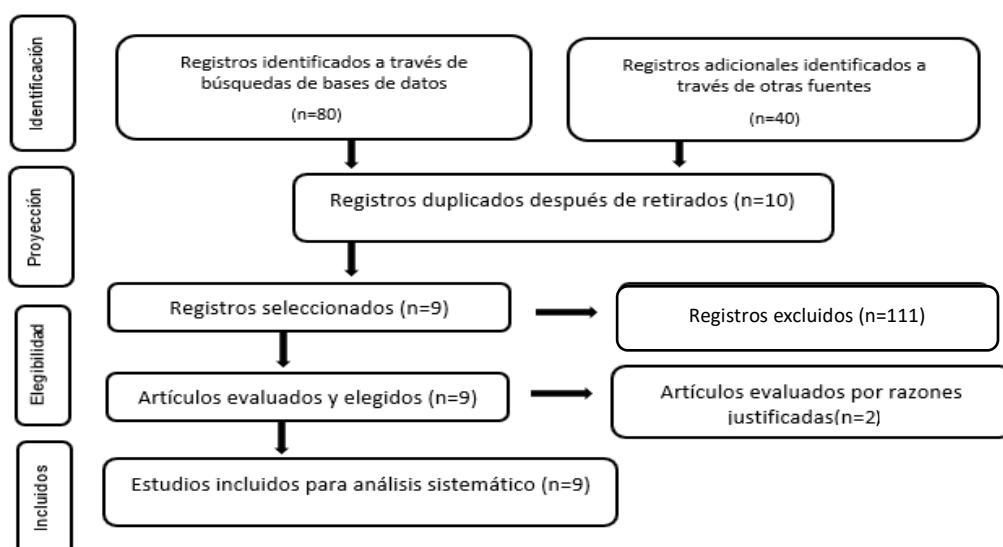 Identificación
Registros identificados a través de
búsquedas de bases de datos
(n=80)
Registros adicionales identificados a
través de otras fuentes
(n=40)
Proyección
Registros duplicados después de retirados (n=10)
Elegibilidad
Registros seleccionados (n=9)
Registros excluidos (n=111)
Artículos evaluados y elegidos (n=9)
Artículos evaluados por razones
justificadas(n=2)
Incluidos
Estudios incluidos para análisis sistemático (n=9)